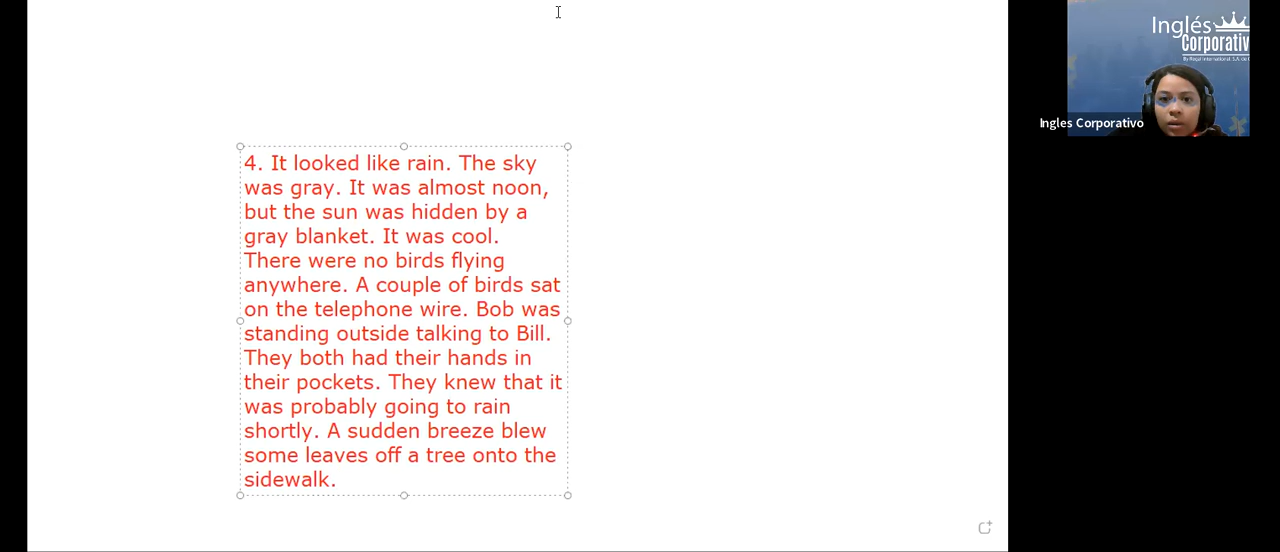 4. It looked like rain. The sky
was gray. It was almost noon,
but the sun was hidden by a
gray blanket. It was cool.
There were no birds flying
anywhere. A couple of birds sat
on the telephone wire. Bob was
standing outside talking to Bill.
They both had their hands in
their pockets. They knew that it
was probably going to rain
shortly. A sudden breeze blew
some leaves off a tree onto the
sidewalk.
Inglés
Corporativ
Ingles Corporativo